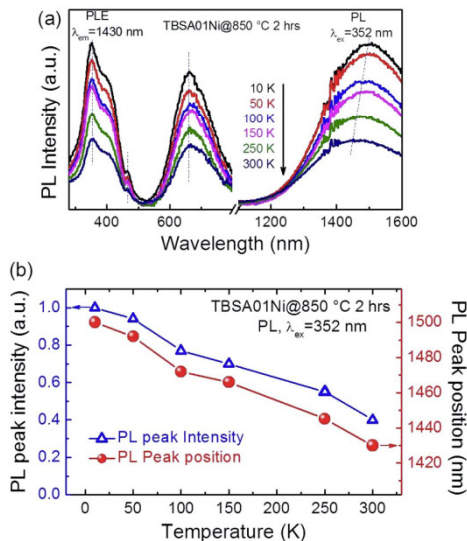 (a)
PLE
λem=1430 nm
TBSA01Ni@850 °C 2 hrs
PL
λex=352 nm
10 K
50 K
100 K
150 K
250 K
300 K
PL Intensity (a.u.)
400 600 1200 1400 1600
Wavelength (nm)
(b)
TBSA01Ni@850 °C 2 hrs
PL, λex=352 nm
PL peak Intensity
PL Peak position
PL peak intensity (a.u.)
1.0
0.8
0.6
0.4
0.2
0.0
PL Peak position (nm)
1500
1480
1460
1440
1420
0 50 100 150 200 250 300
Temperature (K)